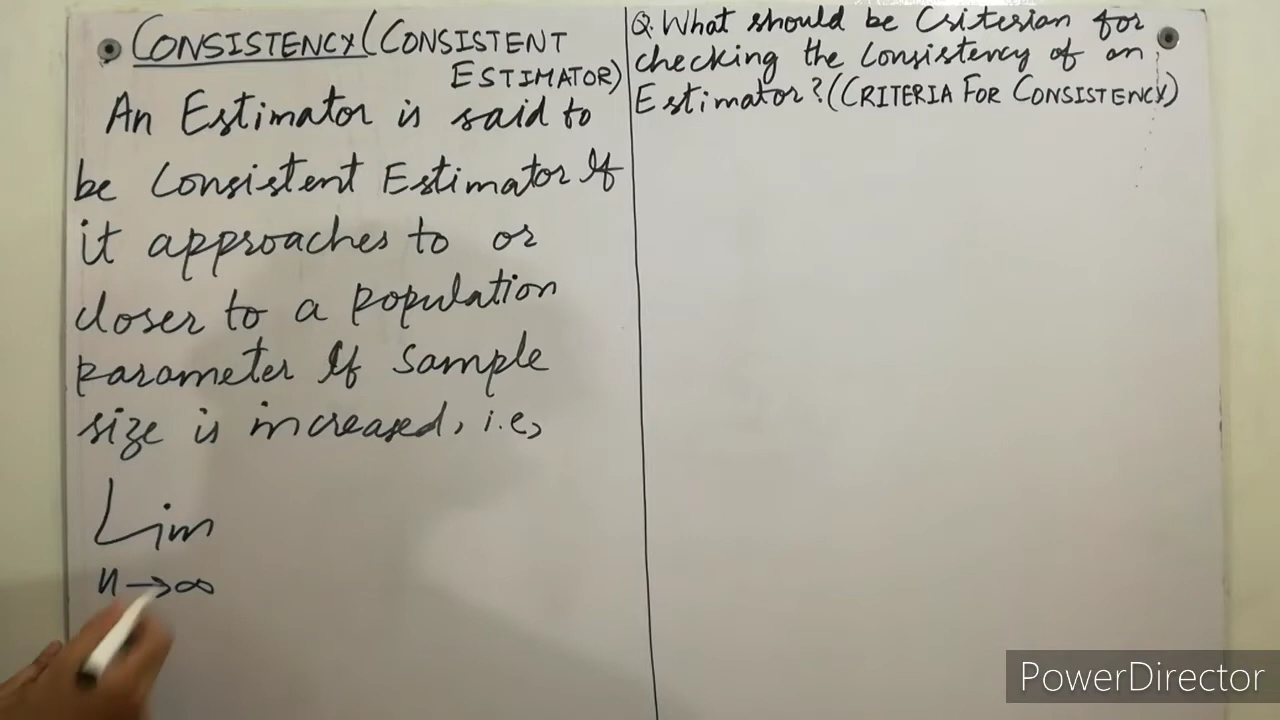 CONSISTENCY (CONSISTENT
ESTIMATOR)
An Estimator is said to
be Consistent Estimator If
it approaches to or
closer to a population
parameter If Sample
size is increased, i.e,
Lim
n→∞
Q. What should be Criterian for
checking the Consistency of an
Estimator? (CRITERIA FOR CONSISTENCY)
PowerDirector